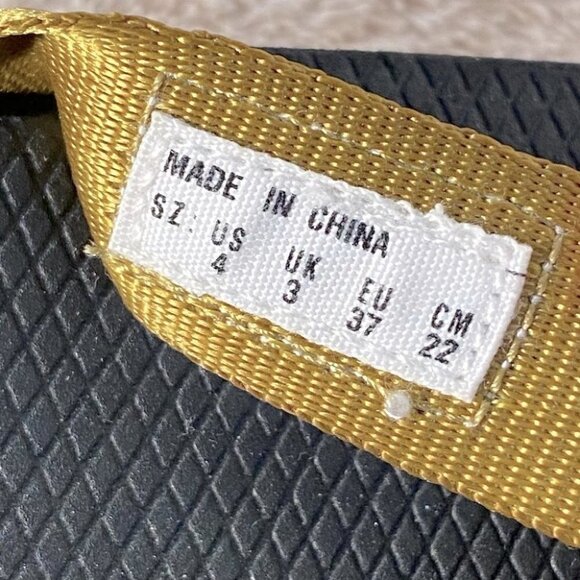 MADE IN CHINA
SZ: US UK EU CM
4 3 37 22